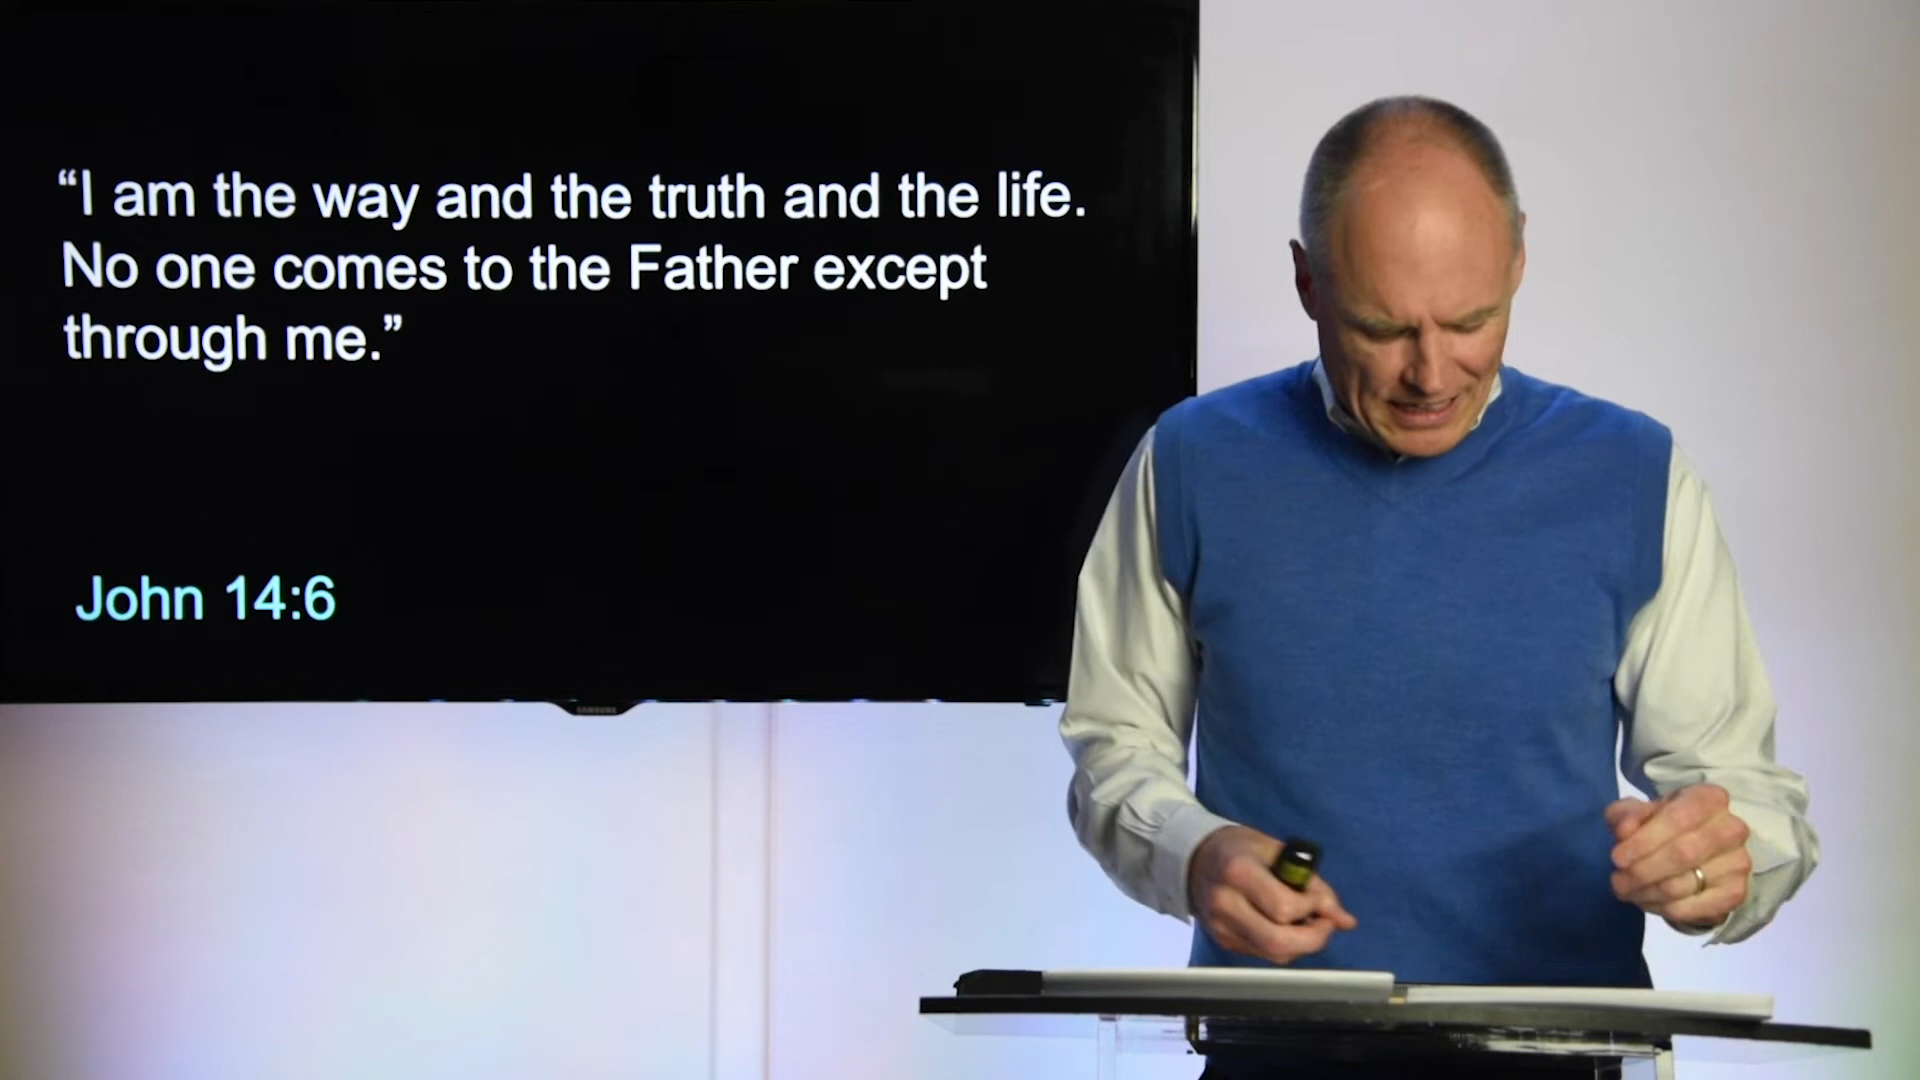 “I am the way and the truth and the life.
No one comes to the Father except
through me.”
John 14:6
SAMSUNG